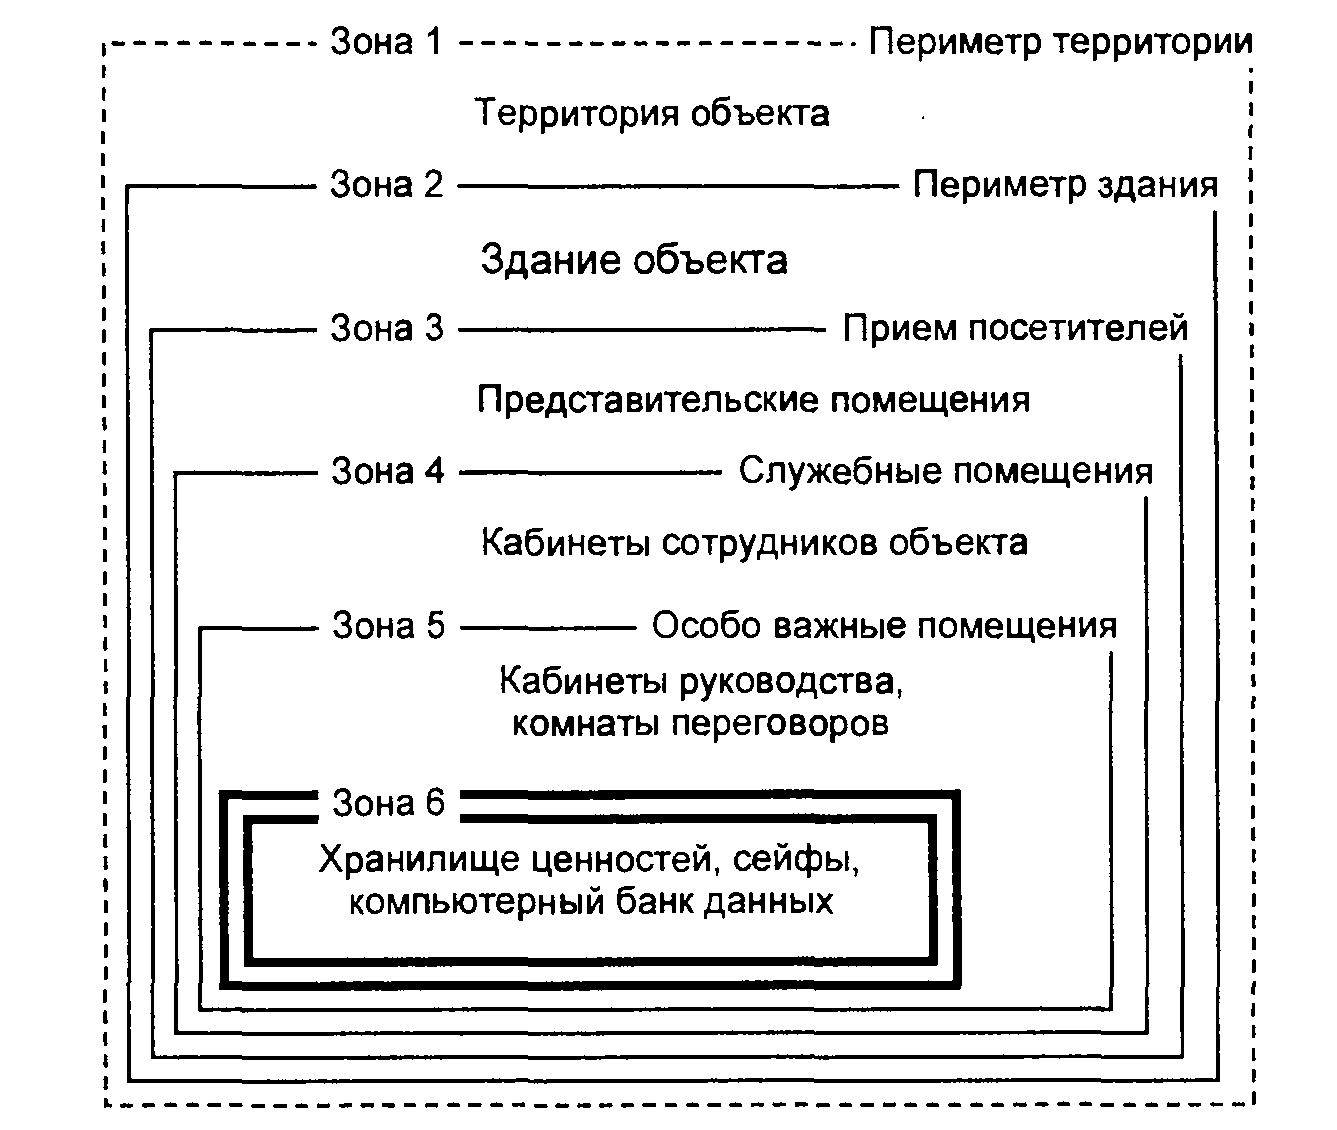 Зона 1 Периметр территории
Территория объекта
Зона 2 Периметр здания
Здание объекта
Зона 3 Прием посетителей
Представительские помещения
Зона 4 Служебные помещения
Кабинеты сотрудников объекта
Зона 5 Особо важные помещения
Кабинеты руководства,
комнаты переговоров
Зона 6
Хранилище ценностей, сейфы,
компьютерный банк данных